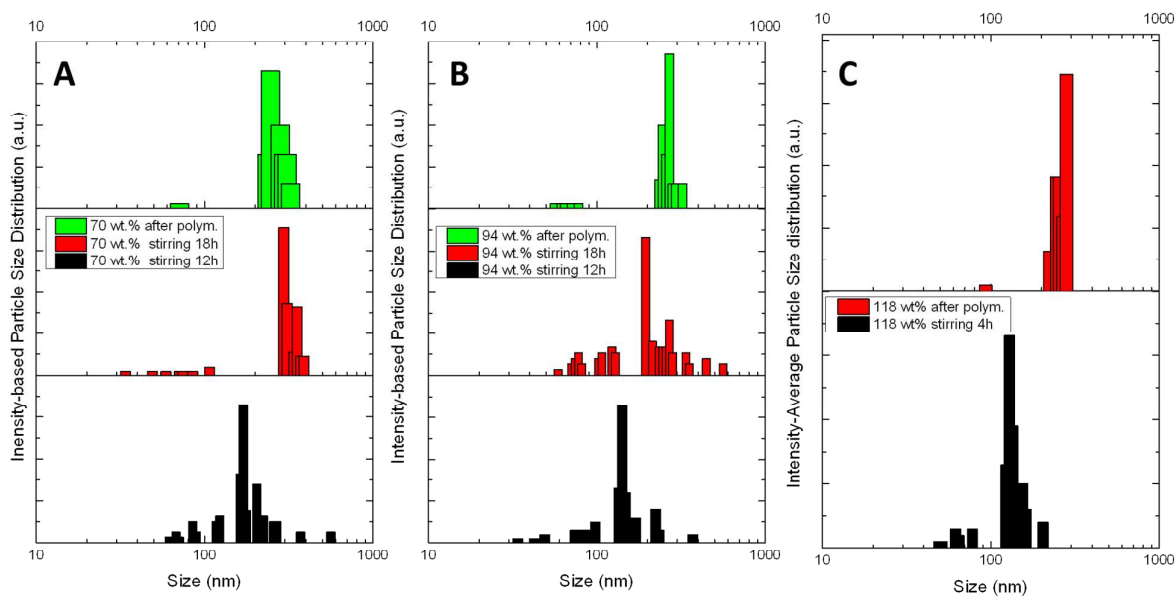 10 100 1000
10 100 1000
10 100 1000
A
B
C
Inensity-based Particle Size Distribution (a.u.)
70 wt.% after polym.
70 wt.% stirring 18h
70 wt.% stirring 12h
10 100 1000
Size (nm)
Intensity-based Particle Size Distribution (a.u.)
94 wt.% after polym.
94 wt.% stirring 18h
94 wt.% stirring 12h
10 100 1000
Size (nm)
Intensity-Average Particle Size distribution (a.u.)
118 wt% after polym.
118 wt% stirring 4h
10 100 1000
Size (nm)